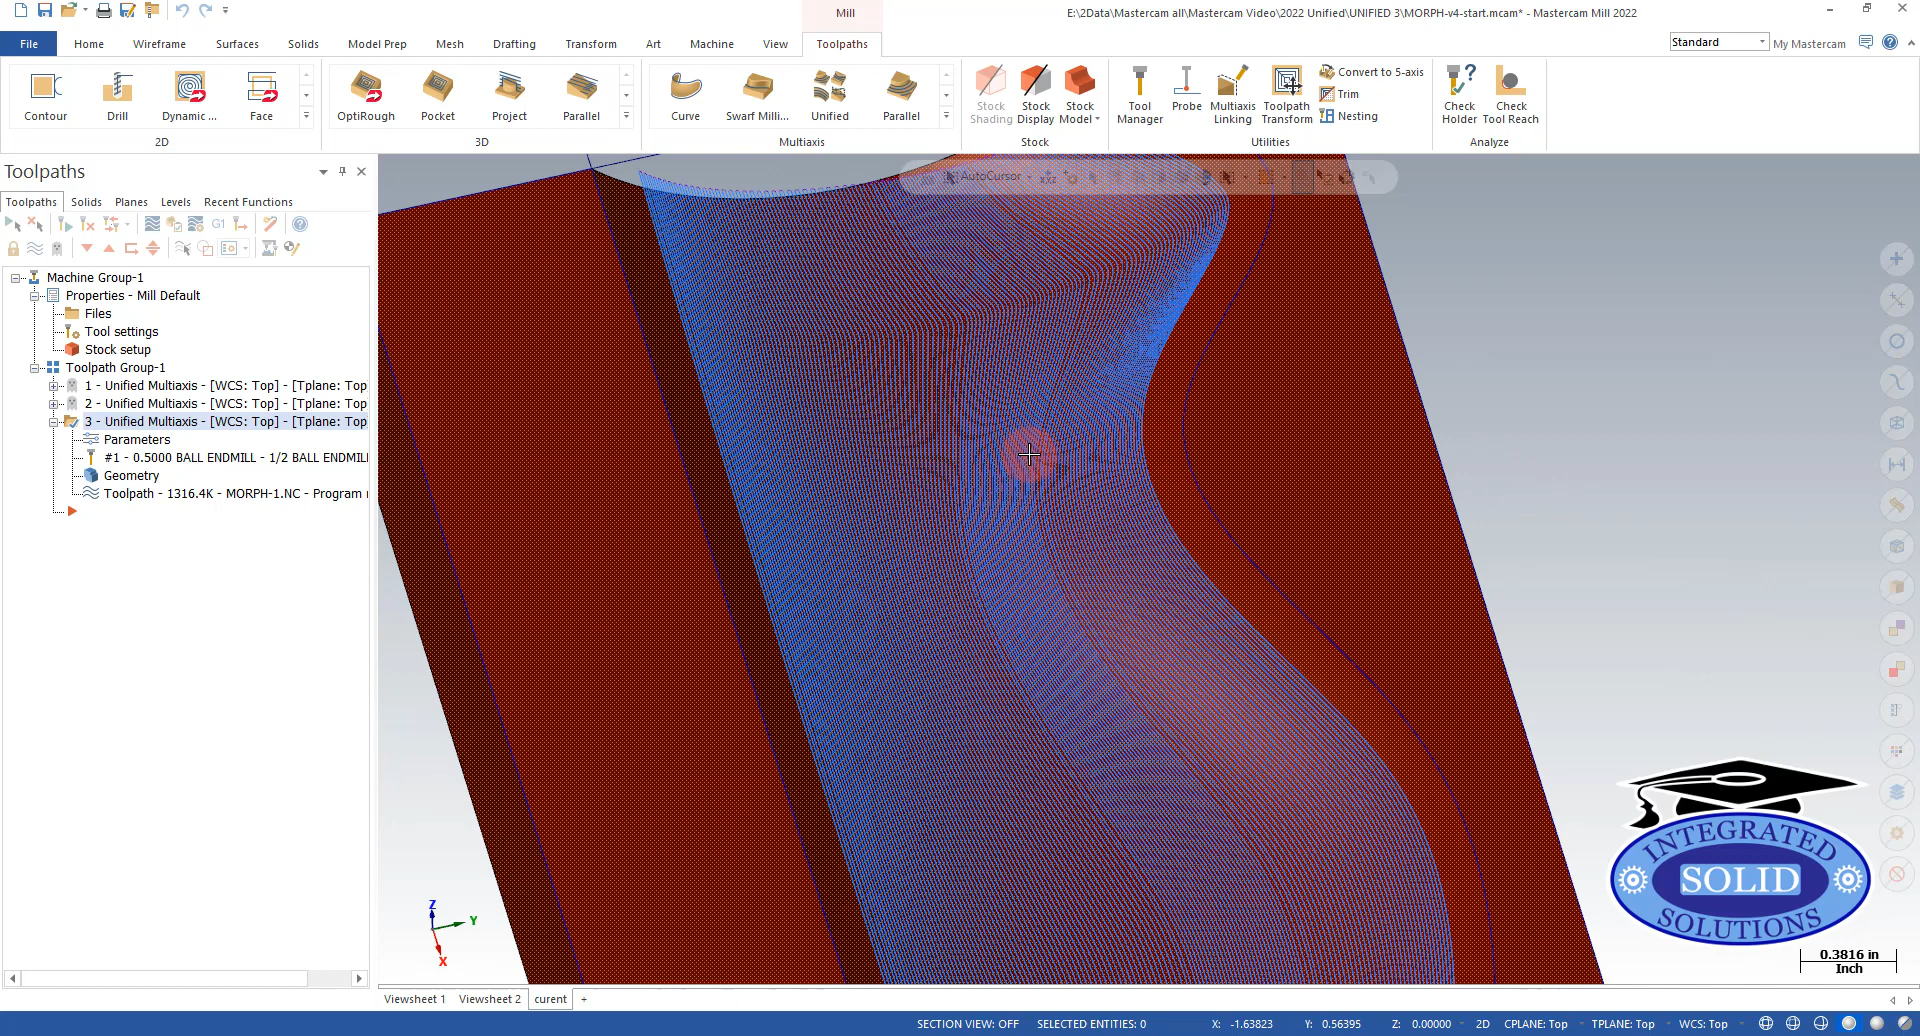 Mill
E:\2Data\Mastercam all\Mastercam Video\2022 Unified\UNIFIED 3\MORPH-v4-start.mcam* - Mastercam Mill 2022
File Home Wireframe Surfaces Solids Model Prep Mesh Drafting Transform Art Machine View Toolpaths
Standard My Mastercam
Contour Drill Dynamic ... Face
2D
OptiRough Pocket Project Parallel
3D
Curve Swarf Milli... Unified Parallel
Multiaxis
Stock Shading Stock Display Stock Model
Stock
Tool Manager Probe Multiaxis Linking Toolpath Transform
Convert to 5-axis
Trim
Nesting
Utilities
Check Holder Check Tool Reach
Analyze
Toolpaths
Toolpaths Solids Planes Levels Recent Functions
G1
Machine Group-1
Properties - Mill Default
Files
Tool settings
Stock setup
Toolpath Group-1
1 - Unified Multiaxis - [WCS: Top] - [Tplane: Top
2 - Unified Multiaxis - [WCS: Top] - [Tplane: Top
3 - Unified Multiaxis - [WCS: Top] - [Tplane: Top
Parameters
#1 - 0.5000 BALL ENDMILL - 1/2 BALL ENDMIL
Geometry
Toolpath - 1316.4K - MORPH-1.NC - Program
AutoCursor
Z
Y
X
INTEGRATED
SOLID
SOLUTIONS
0.3816 in
Inch
Viewsheet 1 Viewsheet 2 curent +
SECTION VIEW: OFF SELECTED ENTITIES: 0 X: -1.63823 Y: 0.56395 Z: 0.00000 2D CPLANE: Top TPLANE: Top WCS: Top